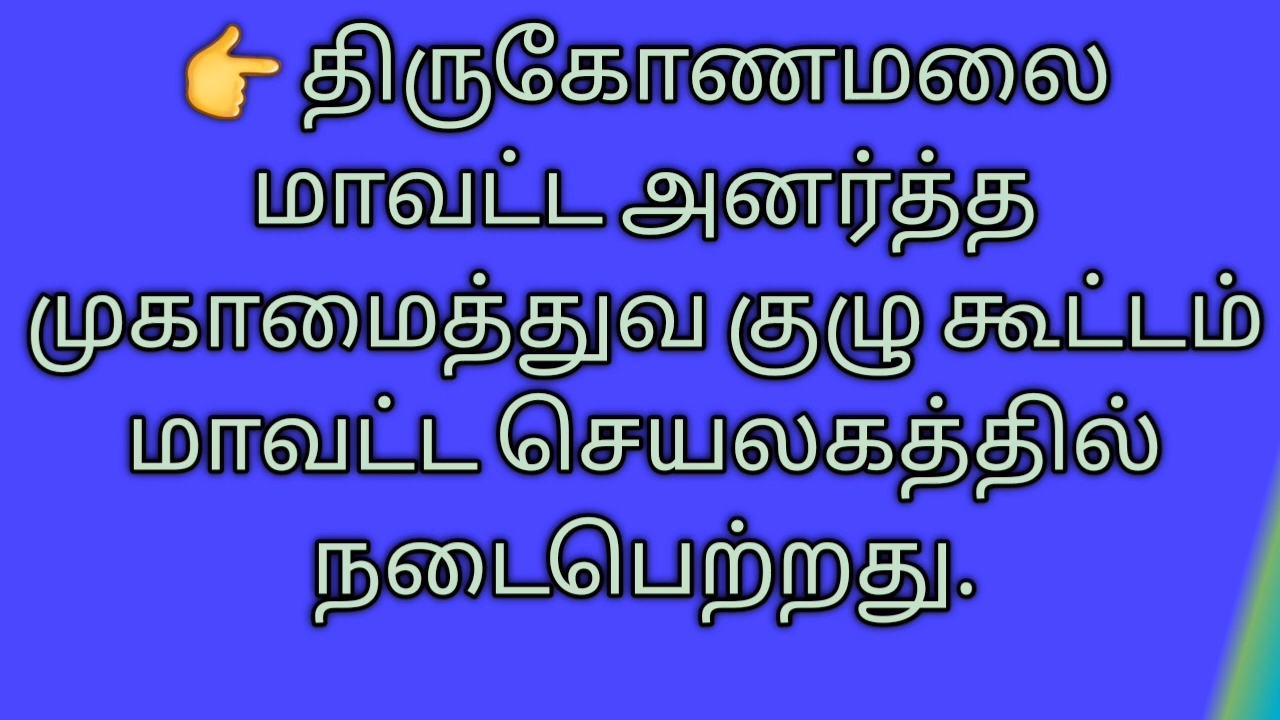 👉திருகோணமலை
மாவட்ட அனர்த்த
முகாமைத்துவ குழு கூட்டம்
மாவட்ட செயலகத்தில்
நடைபெற்றது.